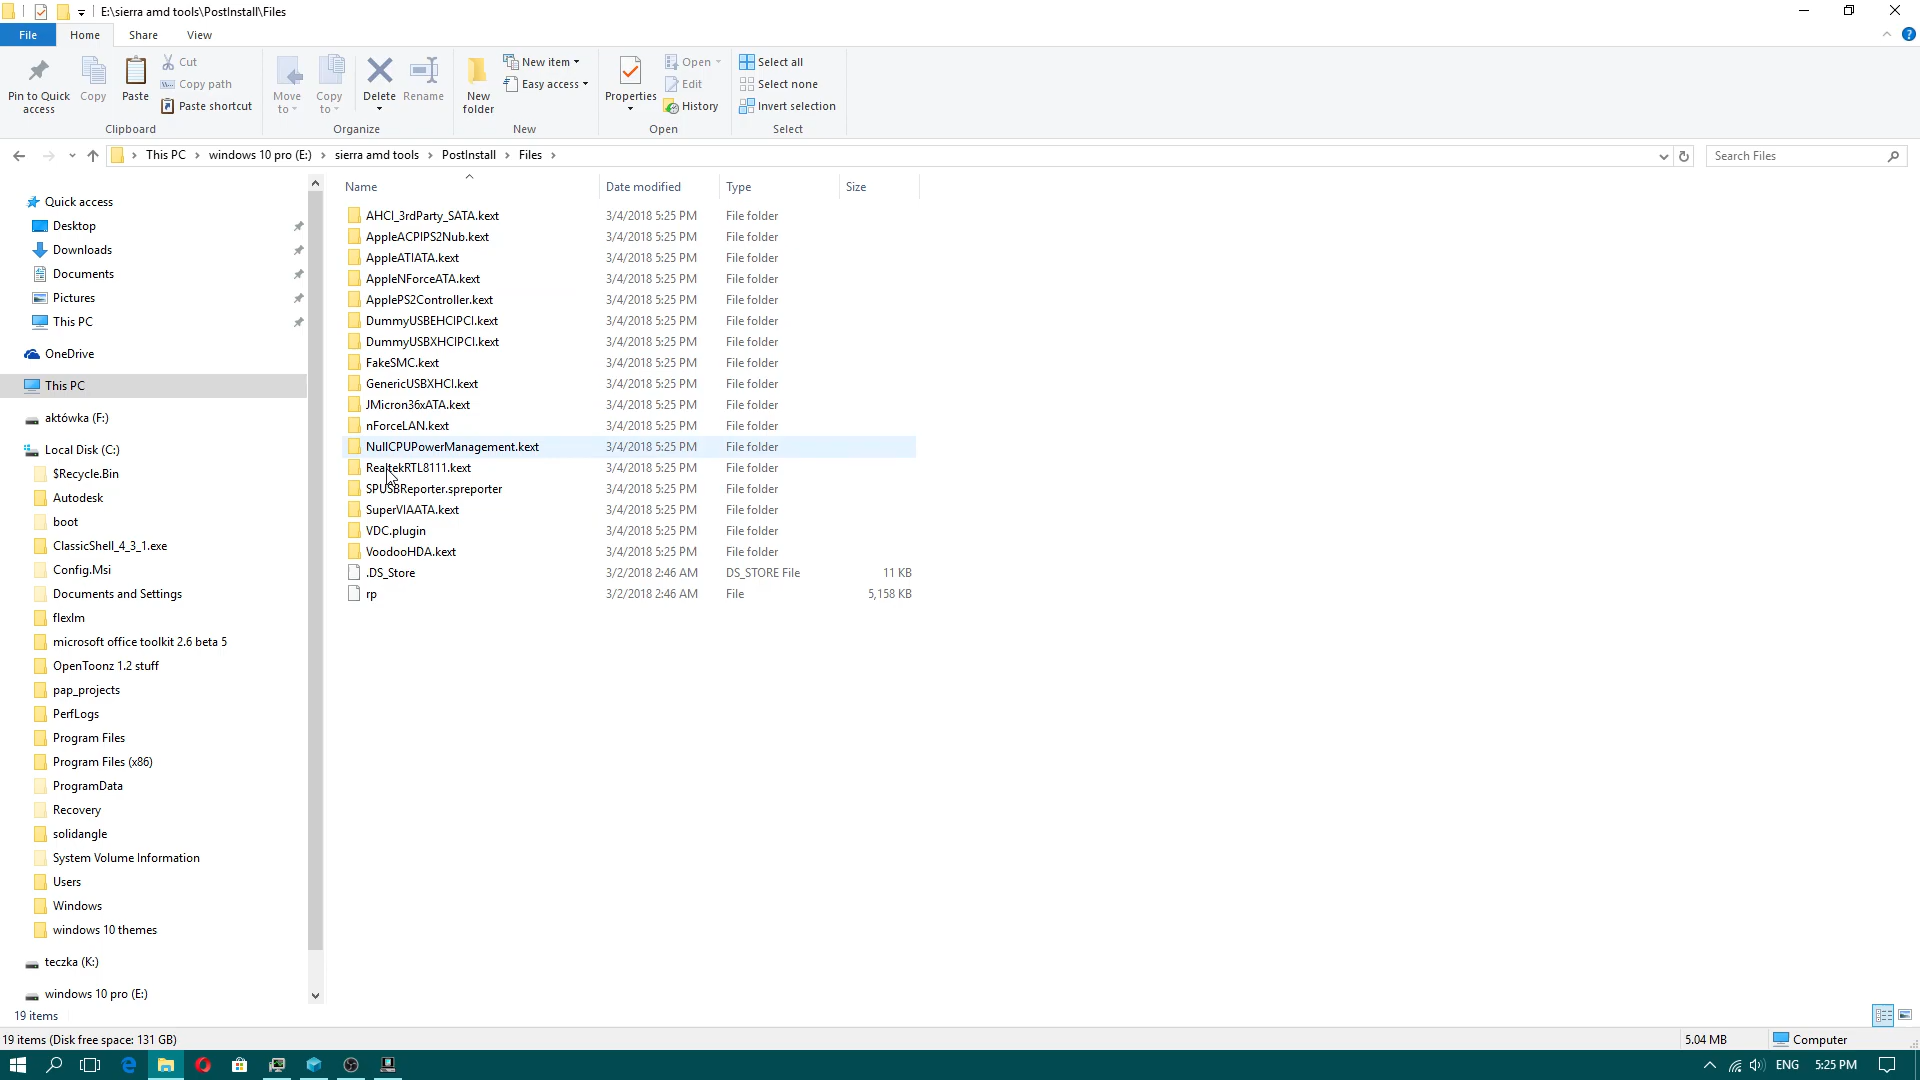 E:\sierra amd tools\PostInstall\Files
File Home Share View
Pin to Quick access
Copy
Paste
Cut
Copy path
Paste shortcut
Clipboard
Move to
Copy to
Delete
Rename
Organize
New folder
New item
Easy access
New
Properties
Open
Edit
History
Open
Select all
Select none
Invert selection
Select
This PC windows 10 pro (E:) sierra amd tools PostInstall Files
Search Files
Quick access
Desktop
Downloads
Documents
Pictures
This PC
OneDrive
This PC
aktówka (F:)
Local Disk (C:)
$Recycle.Bin
Autodesk
boot
ClassicShell_4_3_1.exe
Config.Msi
Documents and Settings
flexlm
microsoft office toolkit 2.6 beta 5
OpenToonz 1.2 stuff
pap_projects
PerfLogs
Program Files
Program Files (x86)
ProgramData
Recovery
solidangle
System Volume Information
Users
Windows
windows 10 themes
teczka (K:)
windows 10 pro (E:)
Name Date modified Type Size
AHCI_3rdParty_SATA.kext 3/4/2018 5:25 PM File folder
AppleACPIPS2Nub.kext 3/4/2018 5:25 PM File folder
AppleATIATA.kext 3/4/2018 5:25 PM File folder
AppleNForceATA.kext 3/4/2018 5:25 PM File folder
ApplePS2Controller.kext 3/4/2018 5:25 PM File folder
DummyUSBEHCIPCI.kext 3/4/2018 5:25 PM File folder
DummyUSBXHCIPCI.kext 3/4/2018 5:25 PM File folder
FakeSMC.kext 3/4/2018 5:25 PM File folder
GenericUSBXHCI.kext 3/4/2018 5:25 PM File folder
JMicron36xATA.kext 3/4/2018 5:25 PM File folder
nForceLAN.kext 3/4/2018 5:25 PM File folder
NullCPUPowerManagement.kext 3/4/2018 5:25 PM File folder
RealtekRTL8111.kext 3/4/2018 5:25 PM File folder
SPUSBReporter.spreporter 3/4/2018 5:25 PM File folder
SuperVIAATA.kext 3/4/2018 5:25 PM File folder
VDC.plugin 3/4/2018 5:25 PM File folder
VoodooHDA.kext 3/4/2018 5:25 PM File folder
.DS_Store 3/2/2018 2:46 AM DS_STORE File 11 KB
rp 3/2/2018 2:46 AM File 5,158 KB
19 items
19 items (Disk free space: 131 GB) 5.04 MB Computer
ENG 5:25 PM